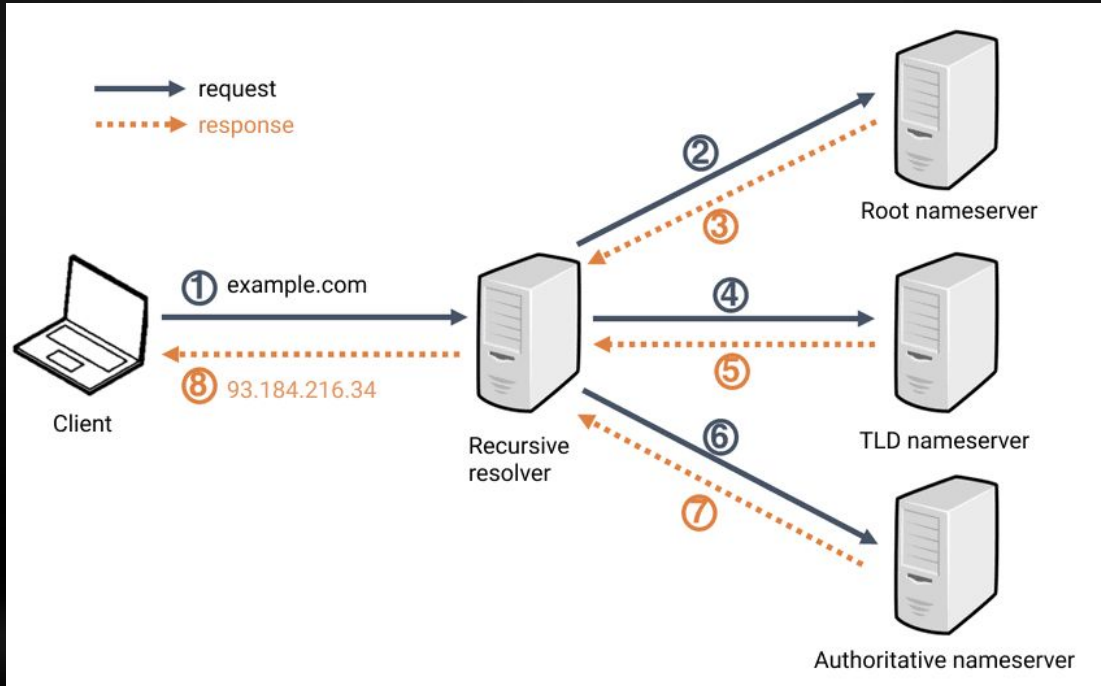 request
response
②
③
Root nameserver
① example.com
④
⑤
⑧ 93.184.216.34
Client
Recursive
resolver
⑥
TLD nameserver
⑦
Authoritative nameserver